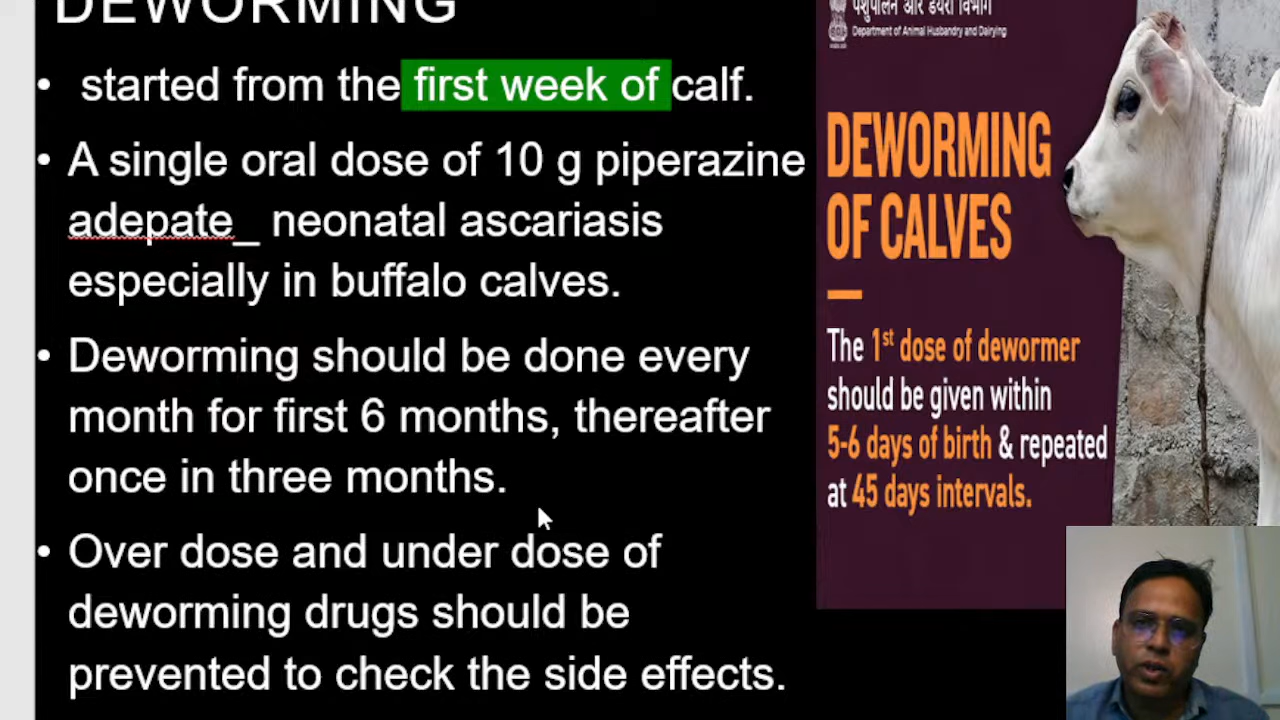 DEWORMING
• started from the first week of calf.
• A single oral dose of 10 g piperazine
adepate_ neonatal ascariasis
especially in buffalo calves.
• Deworming should be done every
month for first 6 months, thereafter
once in three months.
• Over dose and under dose of
deworming drugs should be
prevented to check the side effects.
पशुपालन और डेयरी विभाग
Department of Animal Husbandry and Dairying
DEWORMING
OF CALVES
The 1st dose of dewormer
should be given within
5-6 days of birth & repeated
at 45 days intervals.